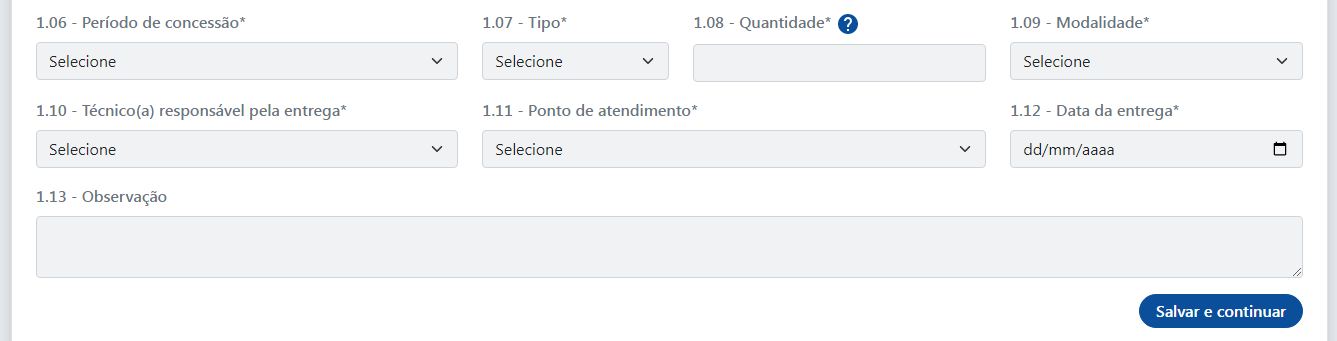 1.06 - Período de concessão* 1.07 - Tipo* 1.08 - Quantidade* ? 1.09 - Modalidade*
Selecione Selecione Selecione
1.10 - Técnico(a) responsável pela entrega* 1.11 - Ponto de atendimento* 1.12 - Data da entrega*
Selecione Selecione dd/mm/aaaa
1.13 - Observação
Salvar e continuar